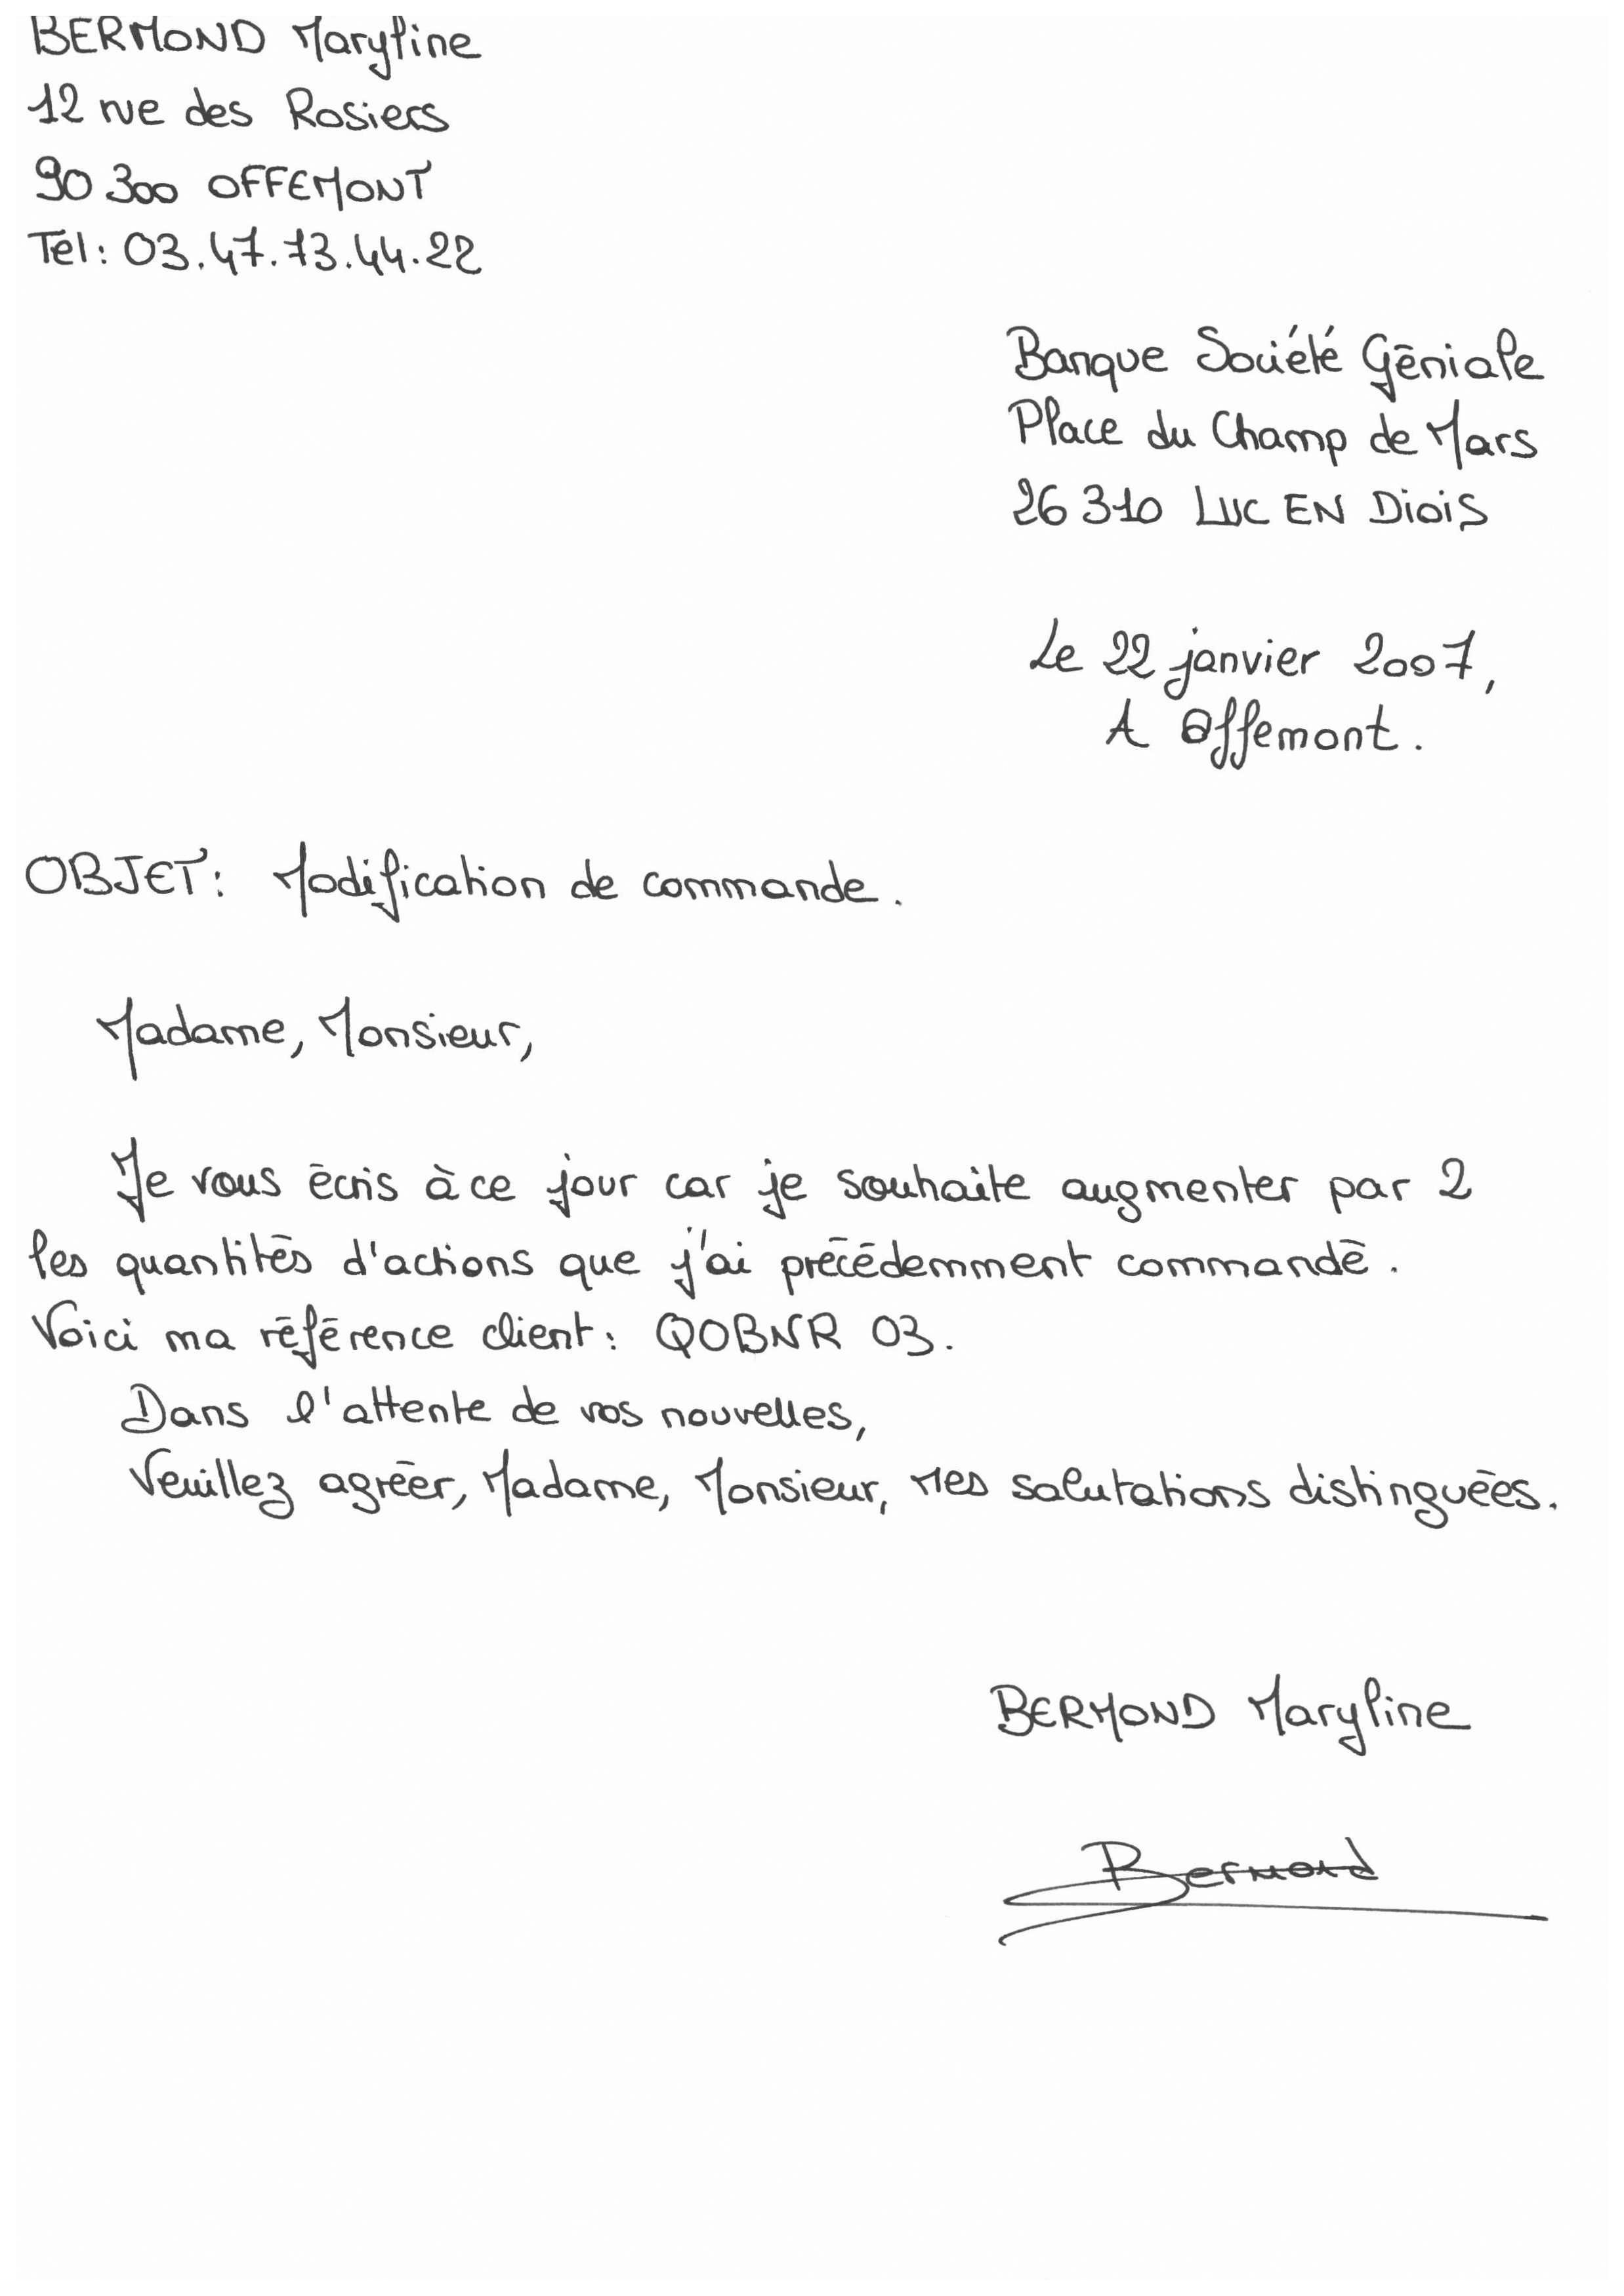 BERMOND Maryline
12 rue des Rosiers
90 300 OFFEMONT
Tél: 03.47.73.44.22
Banque Société Géniale
Place du Champ de Mars
26 310 LUC EN DIOIS
Le 22 janvier 2007,
A Offemont.
OBJET: Modification de commande.
Madame, Monsieur,
Je vous écris à ce jour car je souhaite augmenter par 2
les quantités d'actions que j'ai précédemment commandé.
Voici ma référence client: QOBNR 03.
Dans l'attente de vos nouvelles,
Veuillez agréer, Madame, Monsieur, mes salutations distinguées.
BERMOND Maryline
Bermond